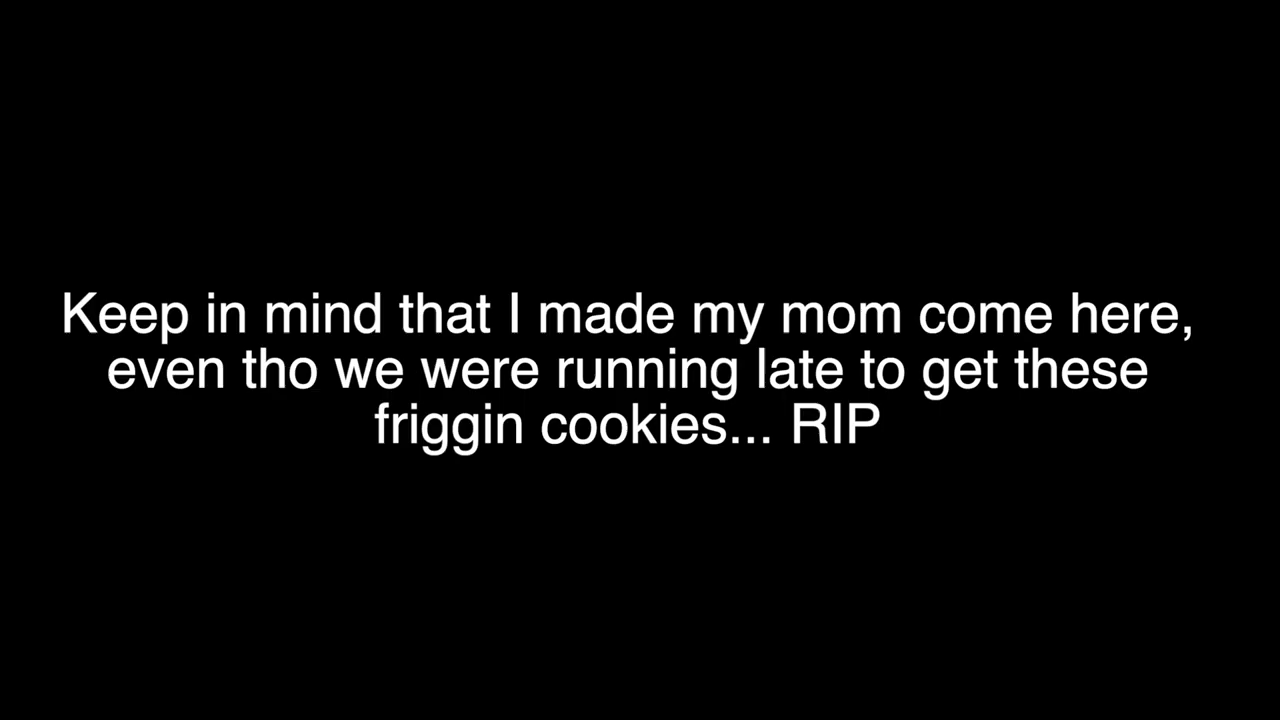 Keep in mind that I made my mom come here,
even tho we were running late to get these
friggin cookies... RIP